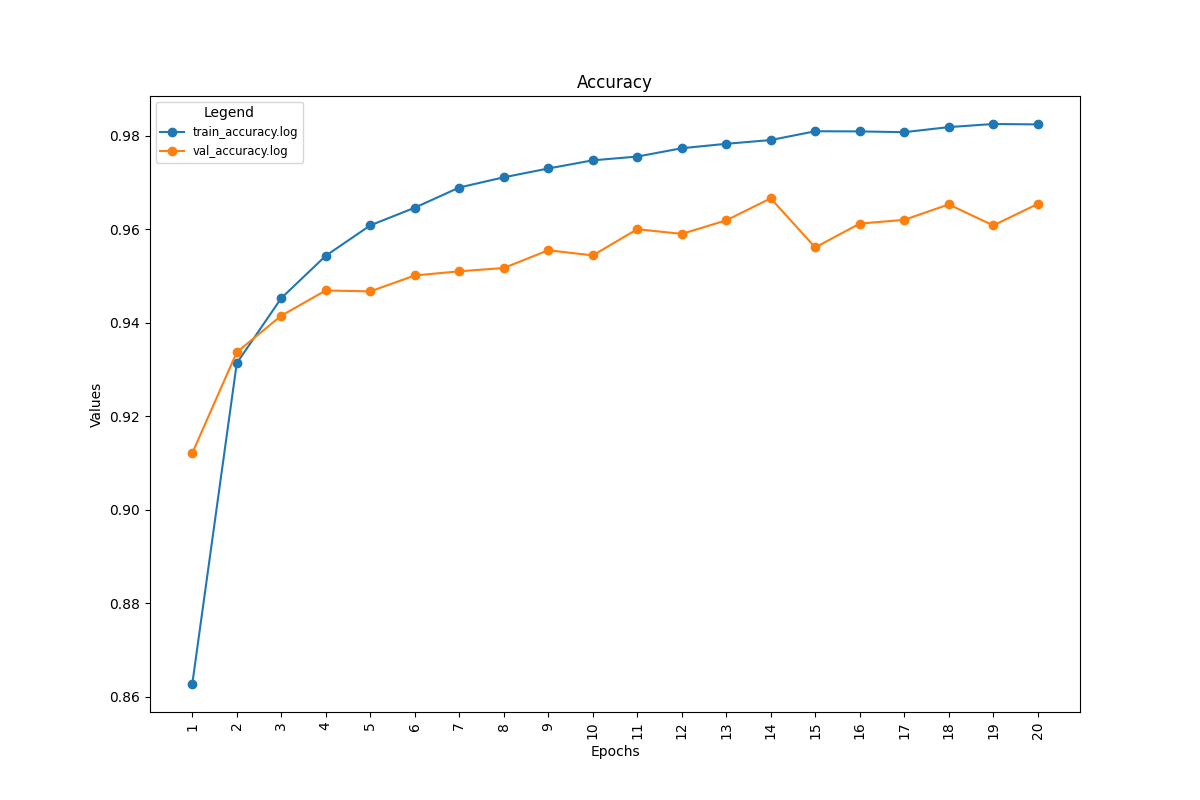 Accuracy
Legend
train_accuracy.log
val_accuracy.log
0.98
0.96
0.94
0.92
0.90
0.88
0.86
Values
1 2 3 4 5 6 7 8 9 10 11 12 13 14 15 16 17 18 19 20
Epochs